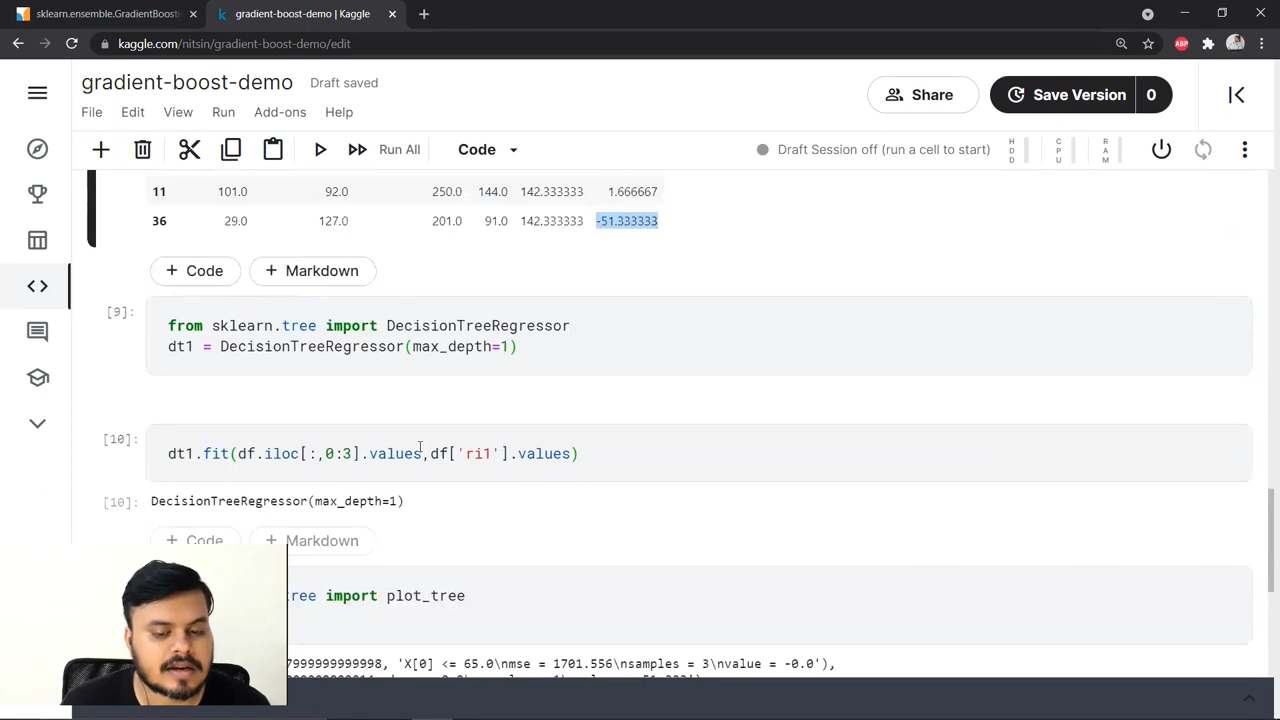 sklearn.ensemble.GradientBoosti
gradient-boost-demo | Kaggle
kaggle.com/nitsin/gradient-boost-demo/edit
ABP
gradient-boost-demo
Draft saved
Share
Save Version
0
File Edit View Run Add-ons Help
Run All
Code
Draft Session off (run a cell to start)
HDD
CPU
RAM
11 101.0 92.0 250.0 144.0 142.333333 1.666667
36 29.0 127.0 201.0 91.0 142.333333 -51.333333
+ Code + Markdown
[9]:
from sklearn.tree import DecisionTreeRegressor
dt1 = DecisionTreeRegressor(max_depth=1)
[10]:
dt1.fit(df.iloc[:,0:3].values,df['ri1'].values)
[10]:
DecisionTreeRegressor(max_depth=1)
+ Code + Markdown
tree import plot_tree
7999999999998, 'X[0] <= 65.0\nmse = 1701.556\nsamples = 3\nvalue = -0.0'),